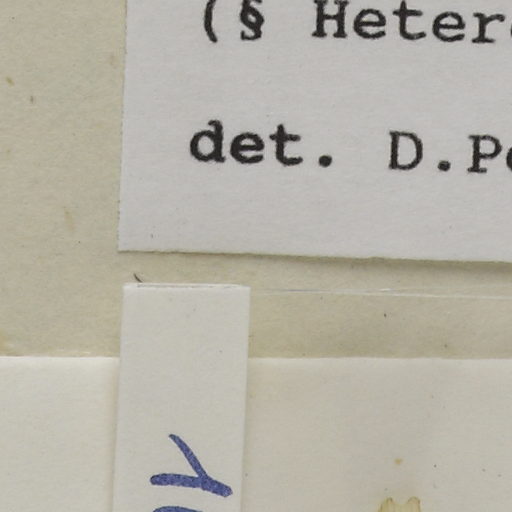 (§ Heter
det. D.P